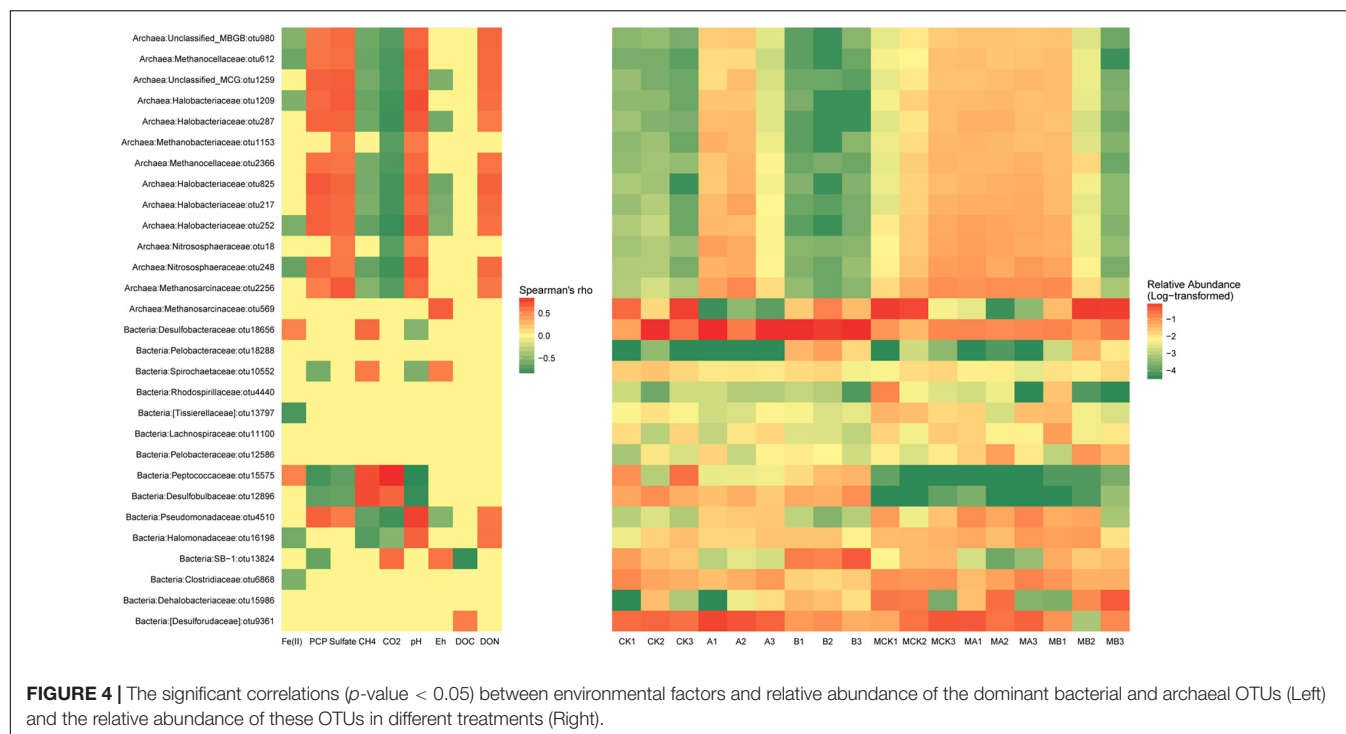 Archaea:Unclassified_MBGB:otu980
Archaea:Methanocellaceae:otu612
Archaea:Unclassified_MCG:otu1259
Archaea:Halobacteriaceae:otu1209
Archaea:Halobacteriaceae:otu287
Archaea:Methanobacteriaceae:otu1153
Archaea:Methanocellaceae:otu2366
Archaea:Halobacteriaceae:otu825
Archaea:Halobacteriaceae:otu217
Archaea:Halobacteriaceae:otu252
Archaea:Nitrososphaeraceae:otu18
Archaea:Nitrososphaeraceae:otu248
Archaea:Methanosarcinaceae:otu2256
Archaea:Methanosarcinaceae:otu569
Bacteria:Desulfobacteraceae:otu18656
Bacteria:Pelobacteraceae:otu18288
Bacteria:Spirochaetaceae:otu10552
Bacteria:Rhodospirillaceae:otu4440
Bacteria:[Tissierellaceae]:otu13797
Bacteria:Lachnospiraceae:otu11100
Bacteria:Pelobacteraceae:otu12586
Bacteria:Peptococcaceae:otu15575
Bacteria:Desulfobulbaceae:otu12896
Bacteria:Pseudomonadaceae:otu4510
Bacteria:Halomonadaceae:otu16198
Bacteria:SB−1:otu13824
Bacteria:Clostridiaceae:otu6868
Bacteria:Dehalobacteriaceae:otu15986
Bacteria:[Desulforudaceae]:otu9361
Fe(II) PCP Sulfate CH4 CO2 pH Eh DOC DON
Spearman's rho
0.5
0.0
−0.5
CK1 CK2 CK3 A1 A2 A3 B1 B2 B3 MCK1 MCK2 MCK3 MA1 MA2 MA3 MB1 MB2 MB3
Relative Abundance
(Log−transformed)
−1
−2
−3
−4
FIGURE 4 | The significant correlations (p-value < 0.05) between environmental factors and relative abundance of the dominant bacterial and archaeal OTUs (Left)
and the relative abundance of these OTUs in different treatments (Right).